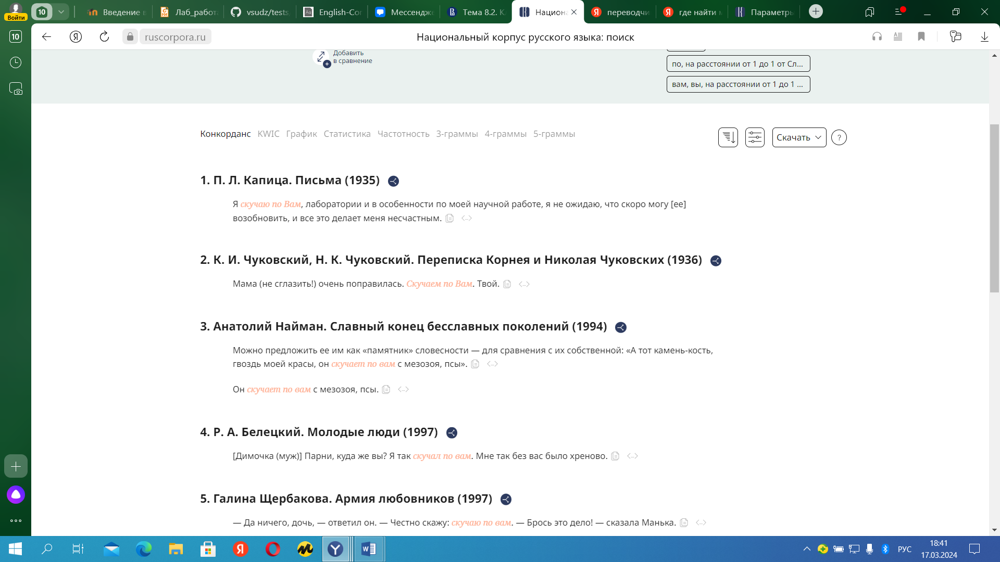 10
Введение в
Лаб_работ
vsudz/tests
English-Cor
Мессендже
Тема 8.2. К
Национа
переводчи
где найти
Параметрь
Войти
10
ruscorpora.ru
Национальный корпус русского языка: поиск
Добавить
в сравнение
по, на расстоянии от 1 до 1 от Сл...
вам, вы, на расстоянии от 1 до 1 ...
Конкорданс KWIC График Статистика Частотность 3-граммы 4-граммы 5-граммы
Скачать
?
1. П. Л. Капица. Письма (1935)
Я скучаю по Вам, лаборатории и в особенности по моей научной работе, я не ожидаю, что скоро могу [ее]
возобновить, и все это делает меня несчастным.
2. К. И. Чуковский, Н. К. Чуковский. Переписка Корнея и Николая Чуковских (1936)
Мама (не сглазить!) очень поправилась. Скучаем по Вам. Твой.
3. Анатолий Найман. Славный конец бесславных поколений (1994)
Можно предложить ее им как «памятник» словесности — для сравнения с их собственной: «А тот камень-кость,
гвоздь моей красы, он скучает по вам с мезозоя, псы».
Он скучает по вам с мезозоя, псы.
4. Р. А. Белецкий. Молодые люди (1997)
[Димочка (муж)] Парни, куда же вы? Я так скучал по вам. Мне так без вас было хреново.
5. Галина Щербакова. Армия любовников (1997)
— Да ничего, дочь, — ответил он. — Честно скажу: скучаю по вам. — Брось это дело! — сказала Манька.
РУС
18:41
17.03.2024